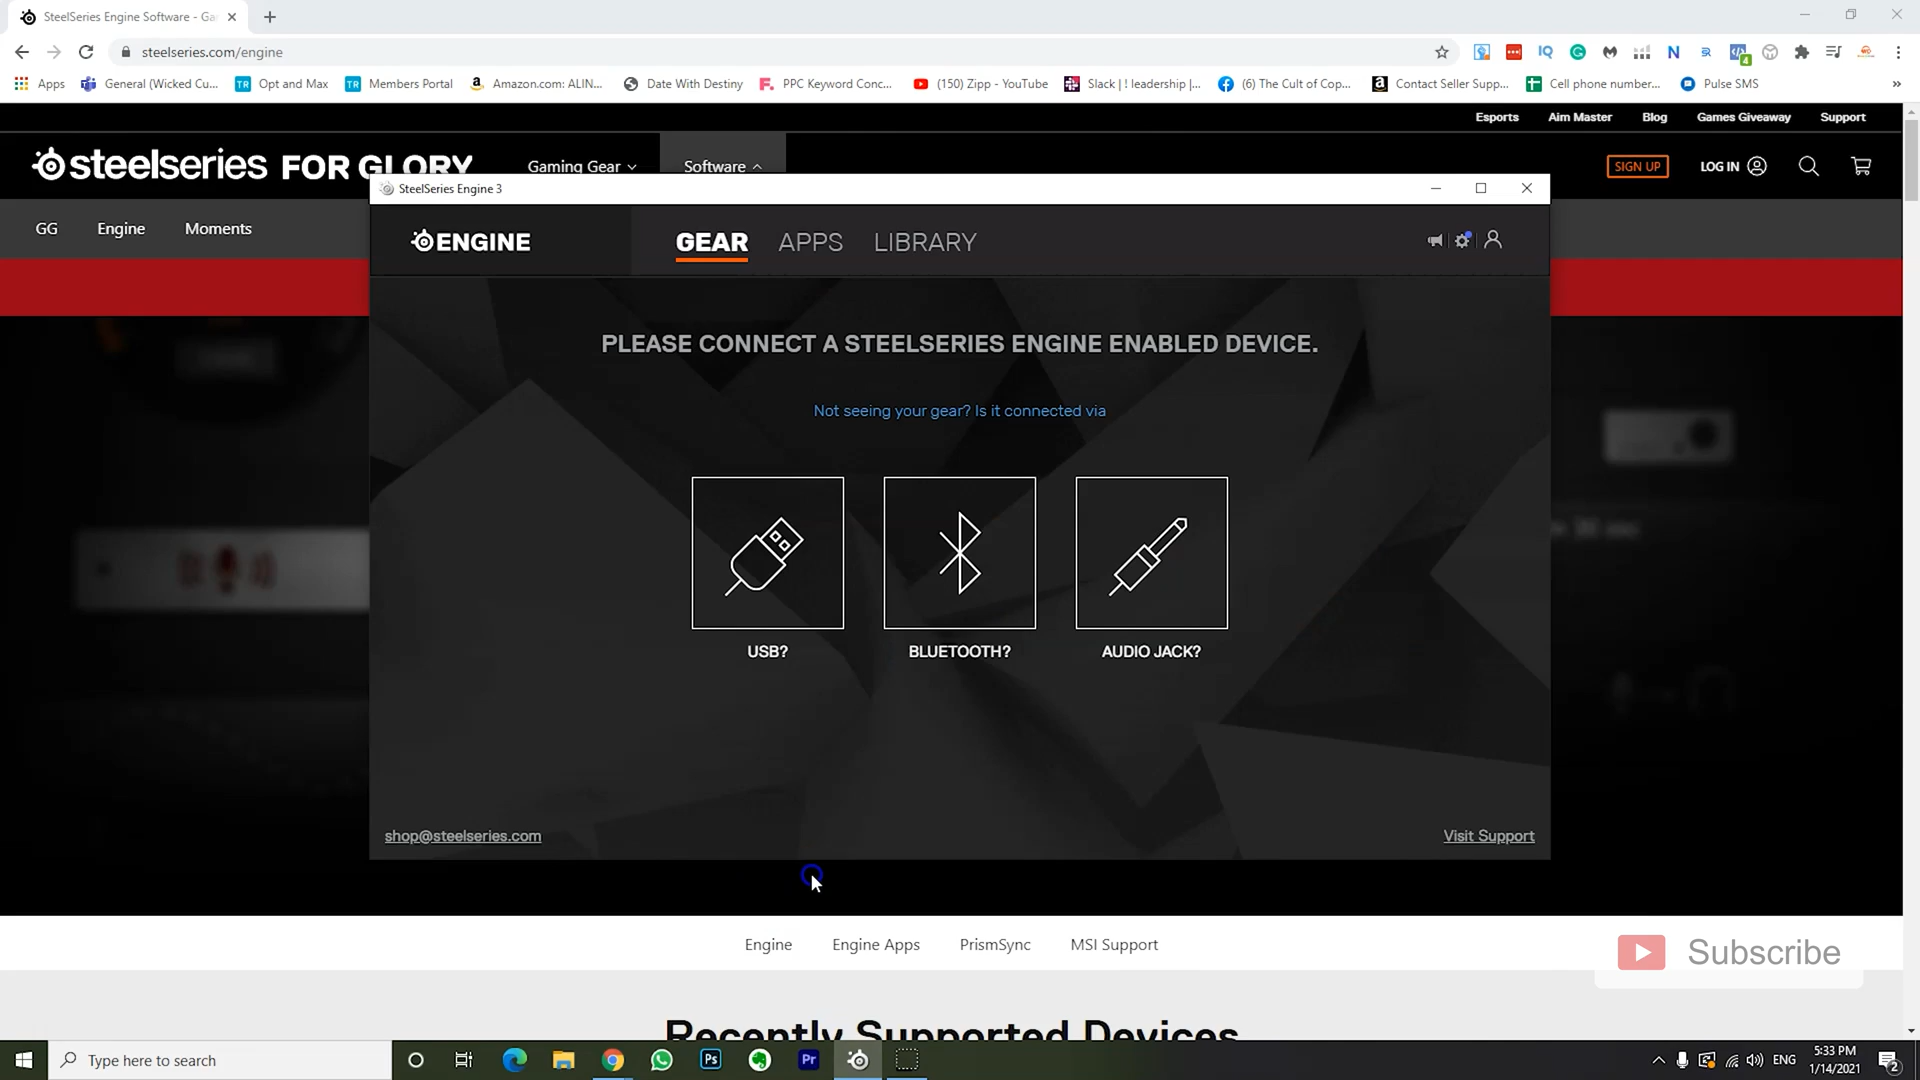 SteelSeries Engine Software - Ga
steelseries.com/engine
Apps
General (Wicked Cu...
Opt and Max
Members Portal
Amazon.com: ALIN...
Date With Destiny
PPC Keyword Conc...
(150) Zipp - YouTube
Slack | ! leadership |...
(6) The Cult of Cop...
Contact Seller Supp...
Cell phone number...
Pulse SMS
»
Esports
Aim Master
Blog
Games Giveaway
Support
steelseries FOR GLORY
Gaming Gear
Software
SIGN UP
LOG IN
SteelSeries Engine 3
GG
Engine
Moments
ENGINE
GEAR
APPS
LIBRARY
PLEASE CONNECT A STEELSERIES ENGINE ENABLED DEVICE.
Not seeing your gear? Is it connected via
USB?
BLUETOOTH?
AUDIO JACK?
shop@steelseries.com
Visit Support
Engine
Engine Apps
PrismSync
MSI Support
Subscribe
Recently Supported Devices
Type here to search
Ps
Pr
ENG
5:33 PM
1/14/2021
2